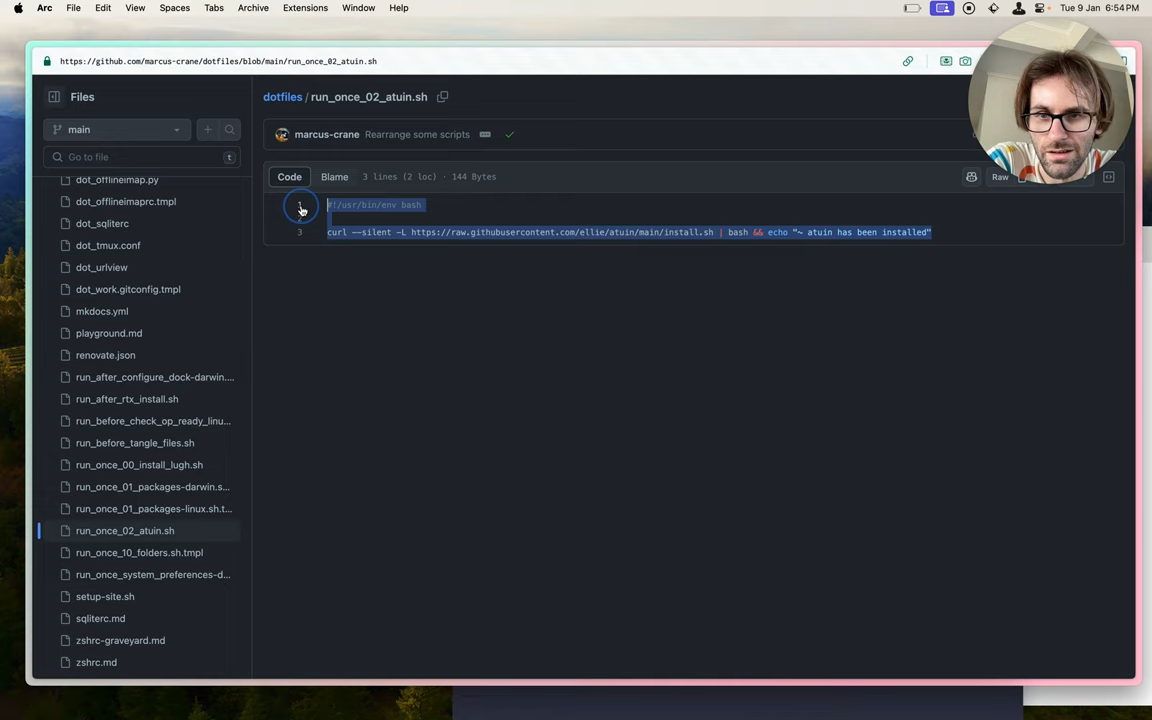 Arc File Edit View Spaces Tabs Archive Extensions Window Help Tue 9 Jan 6:54 PM
https://github.com/marcus-crane/dotfiles/blob/main/run_once_02_atuin.sh
Files
dotfiles / run_once_02_atuin.sh
main
marcus-crane Rearrange some scripts
Go to file t
Code Blame 3 lines (2 loc) · 144 Bytes Raw
dot_offlineimap.py
dot_offlineimaprc.tmpl
dot_sqliterc
dot_tmux.conf
dot_urlview
dot_work.gitconfig.tmpl
mkdocs.yml
playground.md
renovate.json
run_after_configure_dock-darwin....
run_after_rtx_install.sh
run_before_check_op_ready_linu...
run_before_tangle_files.sh
run_once_00_install_lugh.sh
run_once_01_packages-darwin.s...
run_once_01_packages-linux.sh.t...
run_once_02_atuin.sh
run_once_10_folders.sh.tmpl
run_once_system_preferences-d...
setup-site.sh
sqliterc.md
zshrc-graveyard.md
zshrc.md
1 #!/usr/bin/env bash
2
3 curl --silent -L https://raw.githubusercontent.com/ellie/atuin/main/install.sh | bash && echo "~ atuin has been installed"